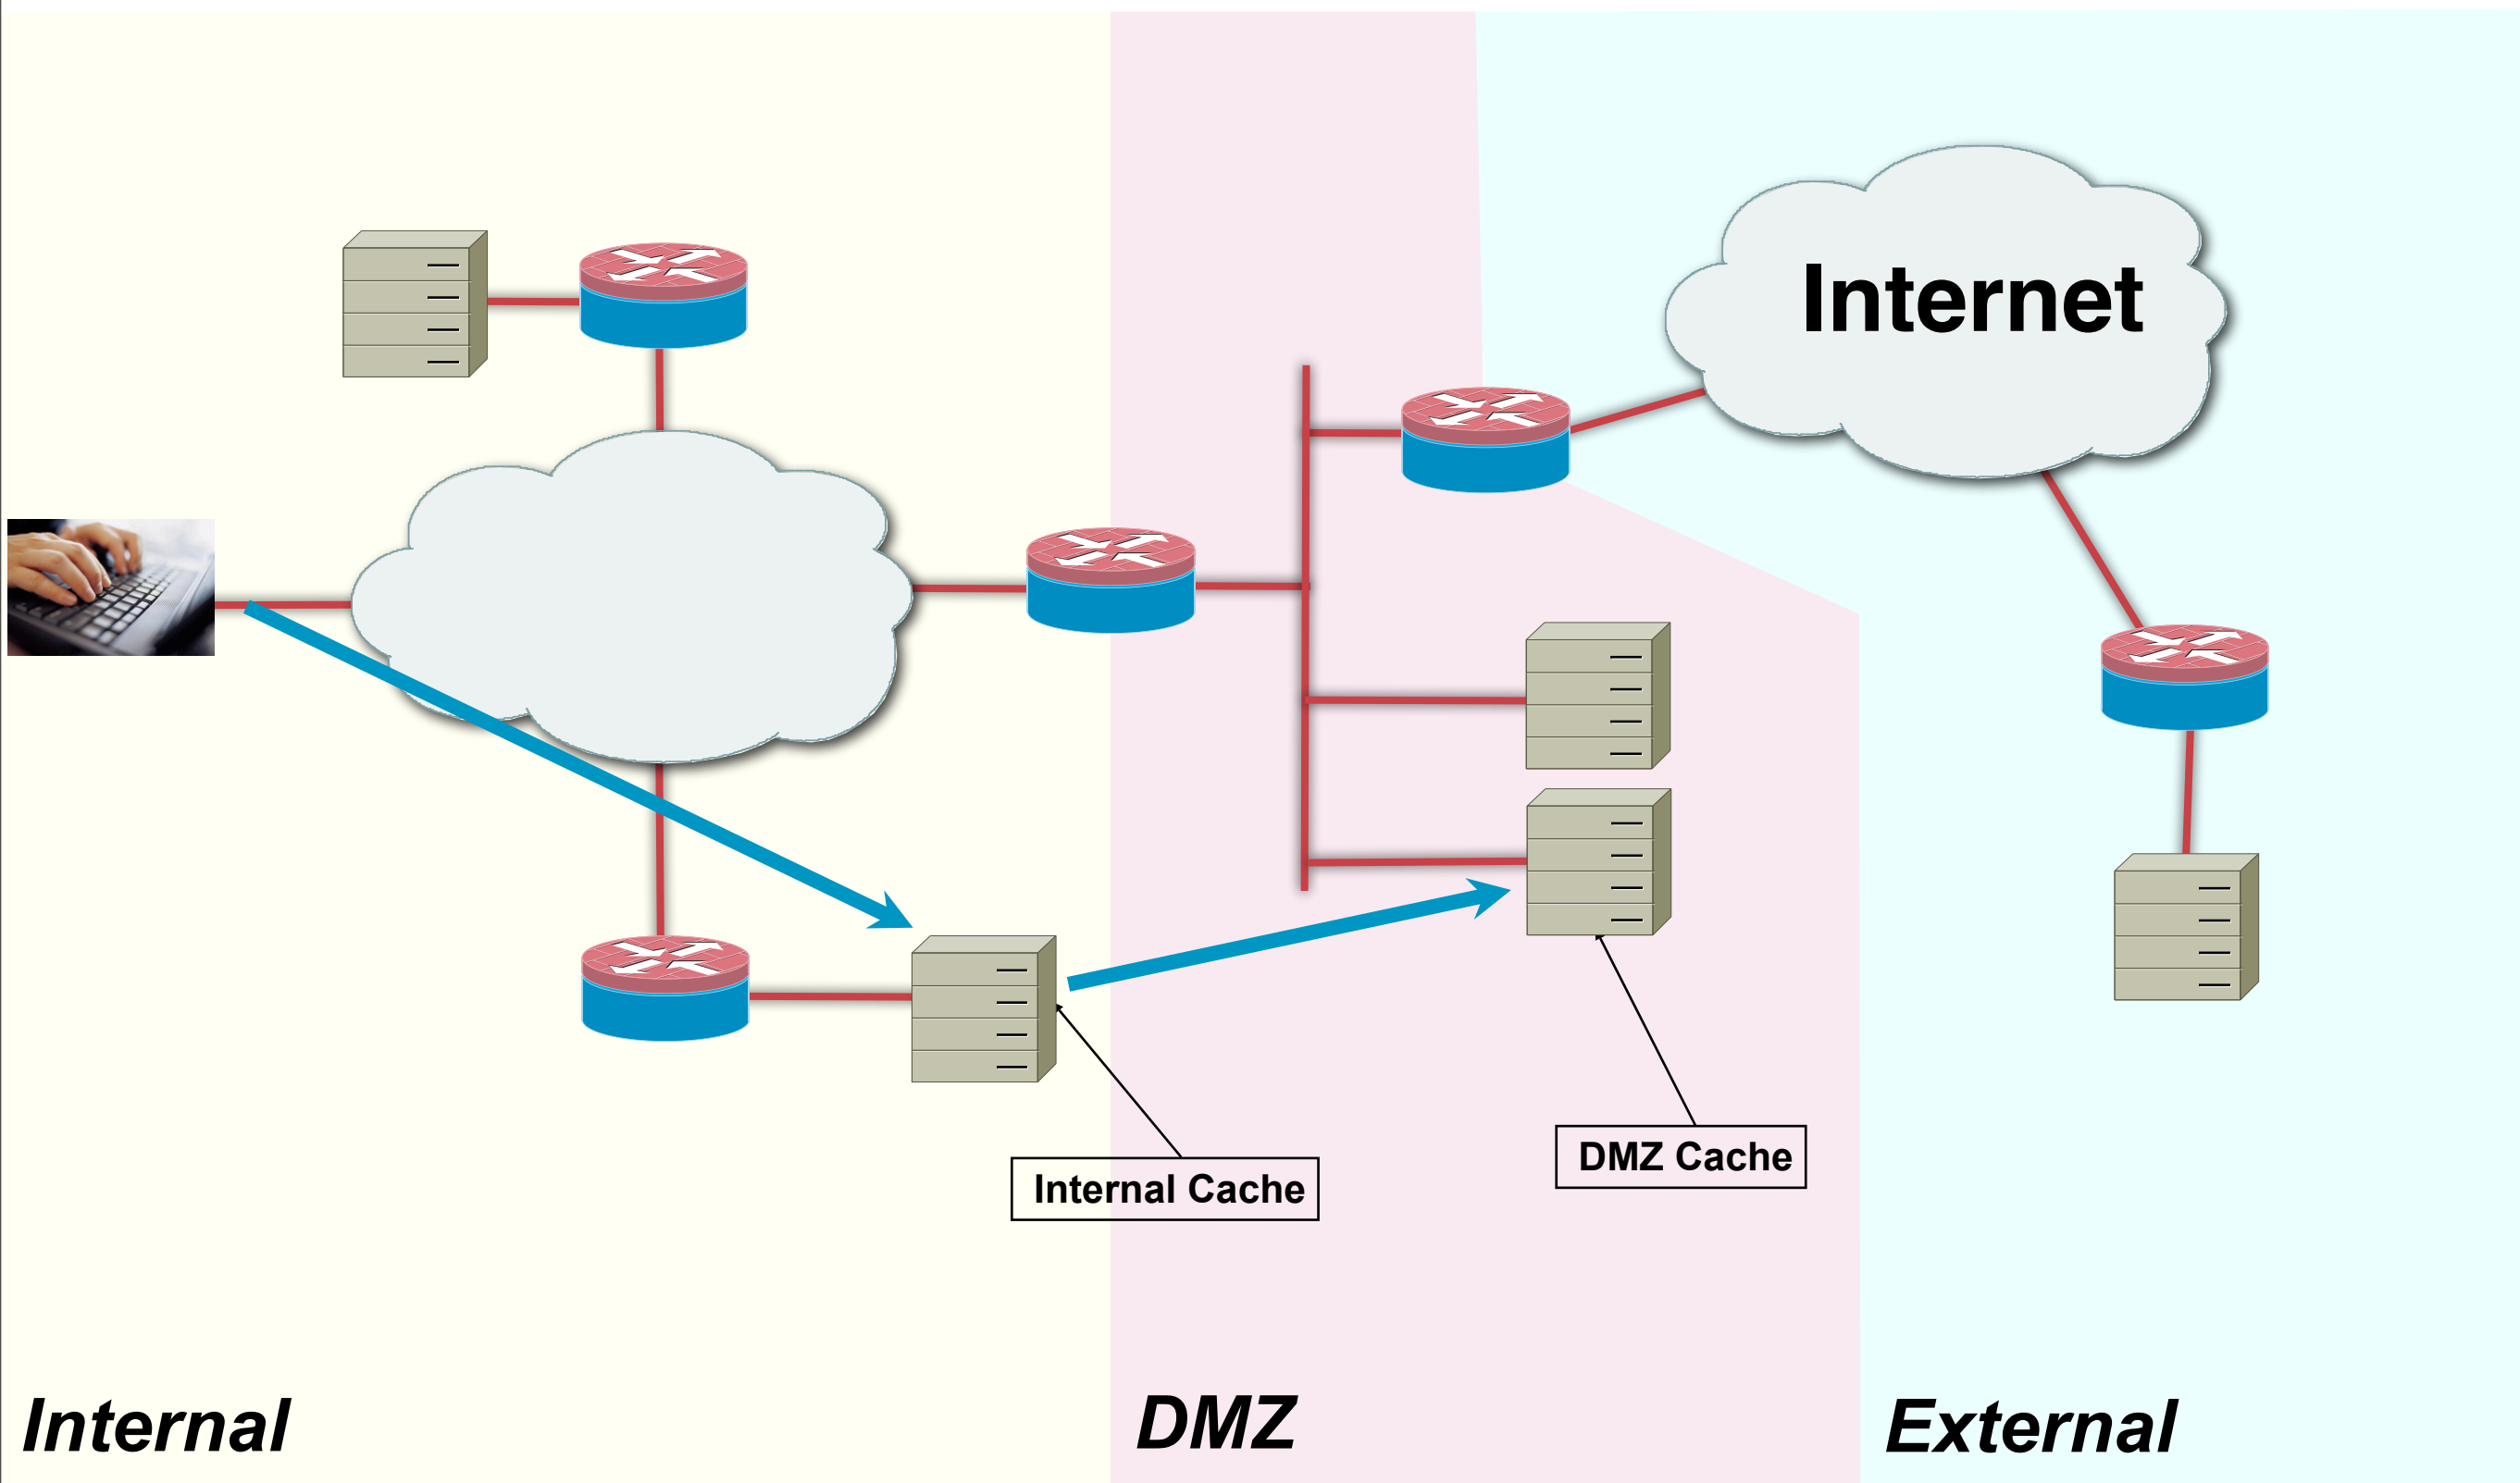 Internet
Internal Cache
DMZ Cache
Internal
DMZ
External